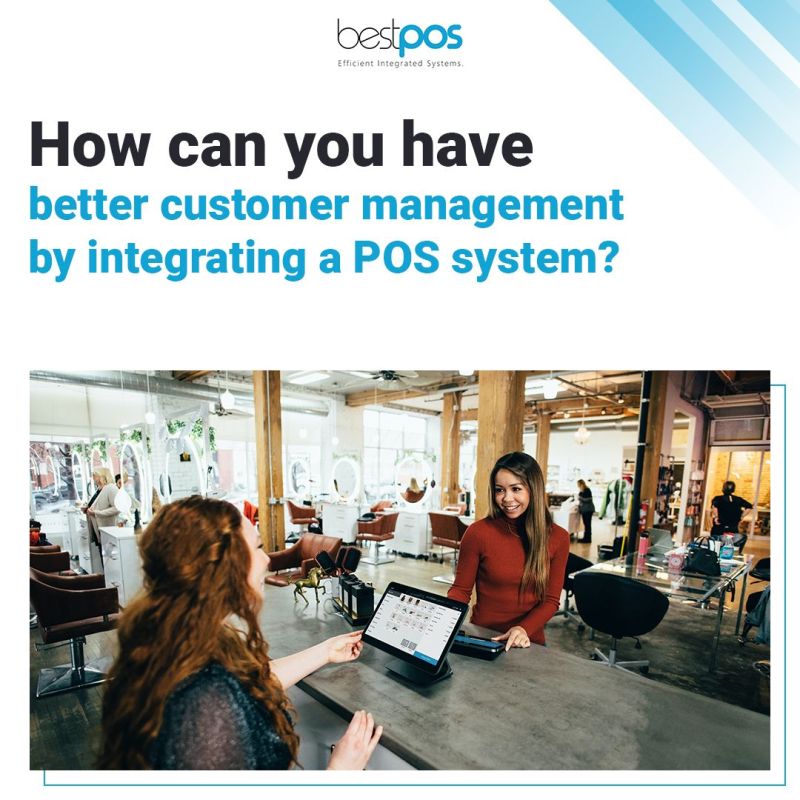 bestpos
Efficient Integrated Systems.
How can you have
better customer management
by integrating a POS system?